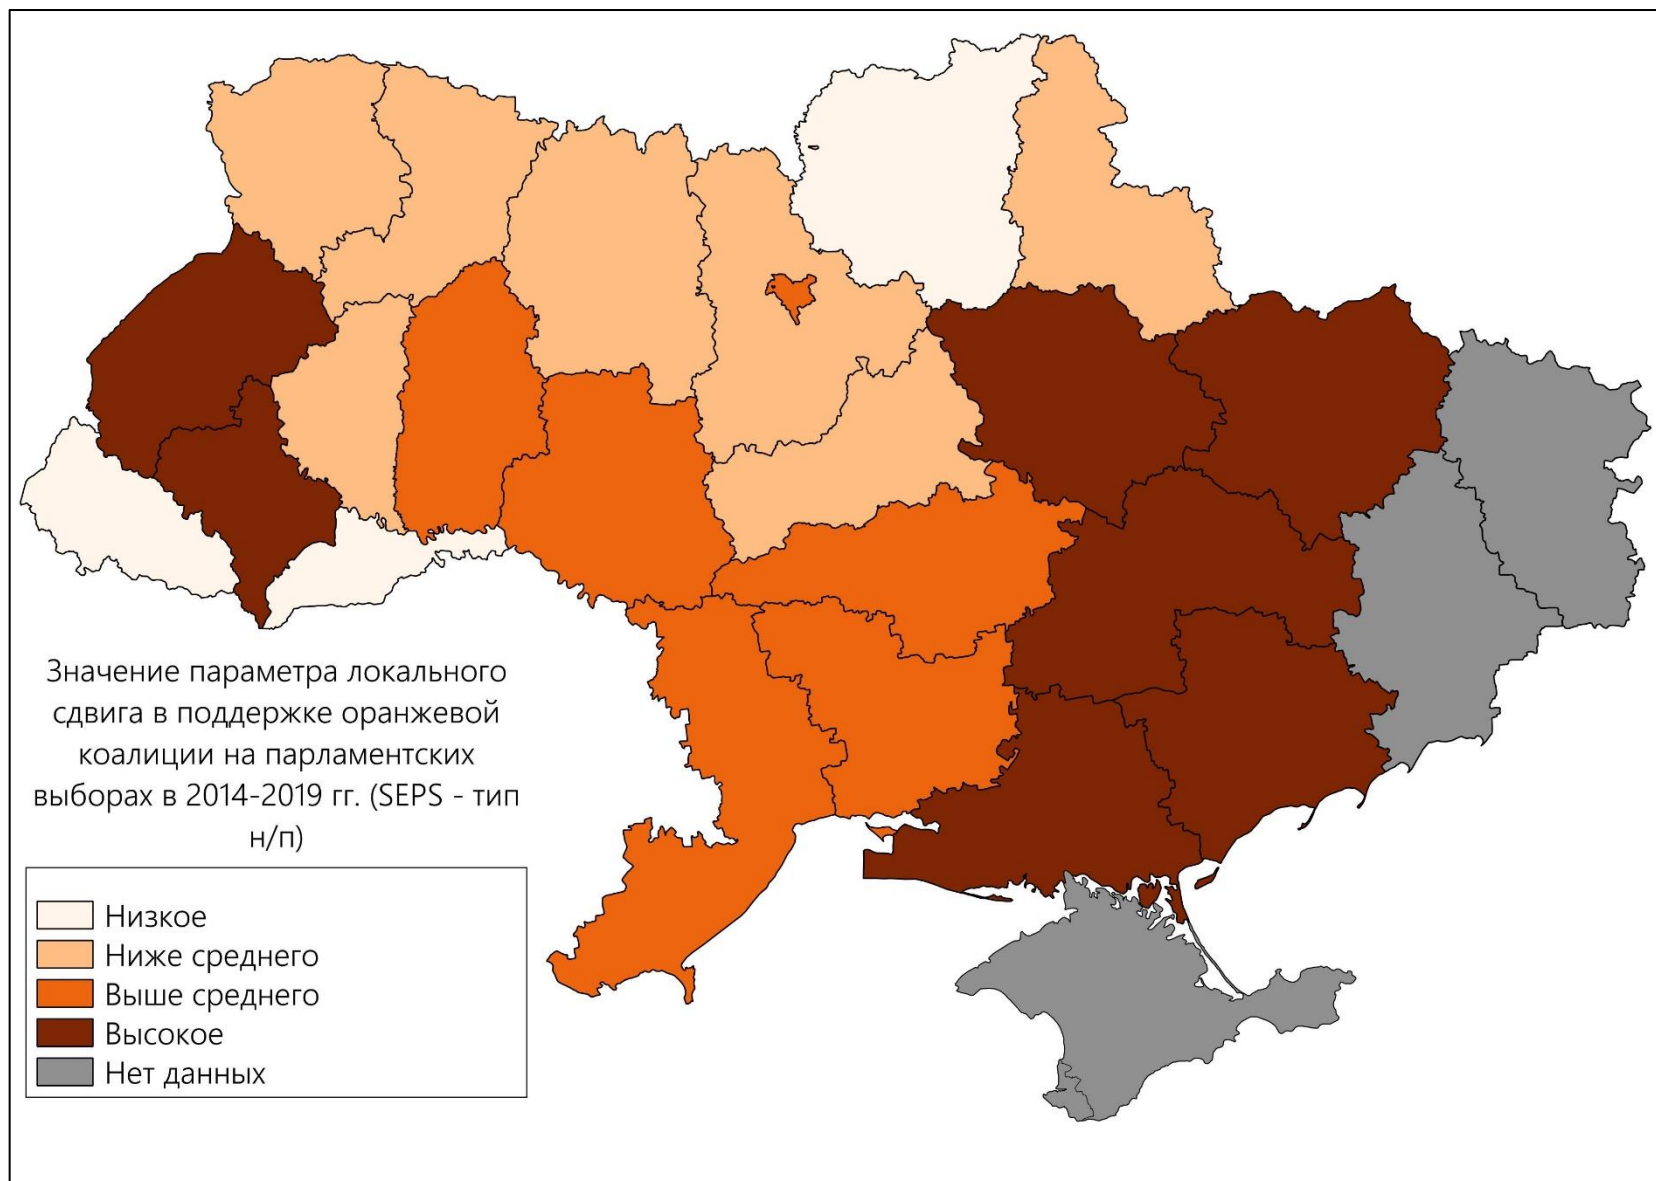 Значение параметра локального
сдвига в поддержке оранжевой
коалиции на парламентских
выборах в 2014-2019 гг. (SEPS - тип
н/п)
Низкое
Ниже среднего
Выше среднего
Высокое
Нет данных